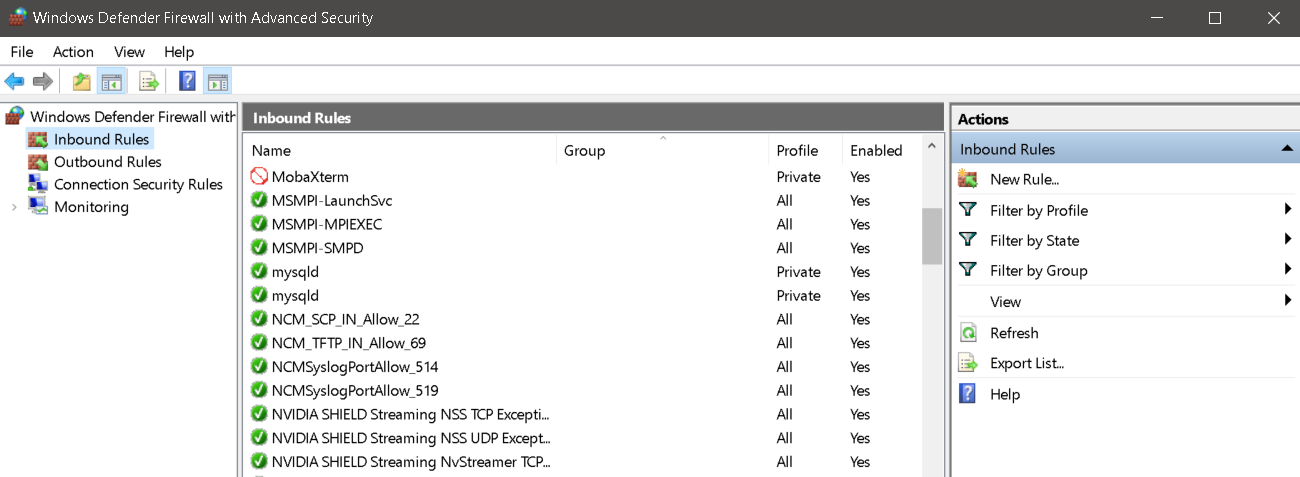 Windows Defender Firewall with Advanced Security
File Action View Help
Windows Defender Firewall with
Inbound Rules
Outbound Rules
Connection Security Rules
Monitoring
Inbound Rules
Name Group Profile Enabled
MobaXterm Private Yes
MSMPI-LaunchSvc All Yes
MSMPI-MPIEXEC All Yes
MSMPI-SMPD All Yes
mysqld Private Yes
mysqld Private Yes
NCM_SCP_IN_Allow_22 All Yes
NCM_TFTP_IN_Allow_69 All Yes
NCMSyslogPortAllow_514 All Yes
NCMSyslogPortAllow_519 All Yes
NVIDIA SHIELD Streaming NSS TCP Excepti... All Yes
NVIDIA SHIELD Streaming NSS UDP Except... All Yes
NVIDIA SHIELD Streaming NvStreamer TCP... All Yes
Actions
Inbound Rules
New Rule...
Filter by Profile
Filter by State
Filter by Group
View
Refresh
Export List...
Help